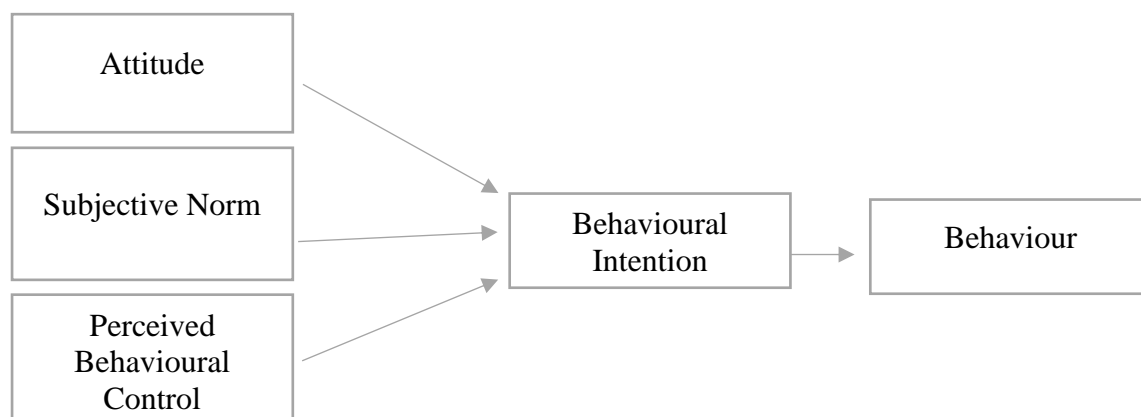 Attitude
Subjective Norm
Perceived
Behavioural
Control
Behavioural
Intention
Behaviour